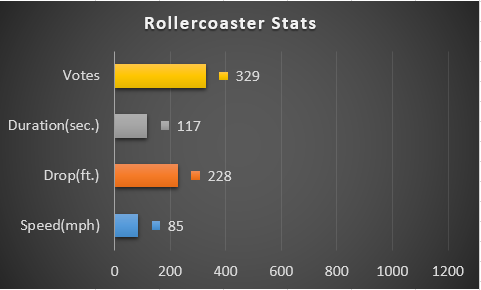 Rollercoaster Stats
Votes 329
Duration(sec.) 117
Drop(ft.) 228
Speed(mph) 85
0 200 400 600 800 1000 1200